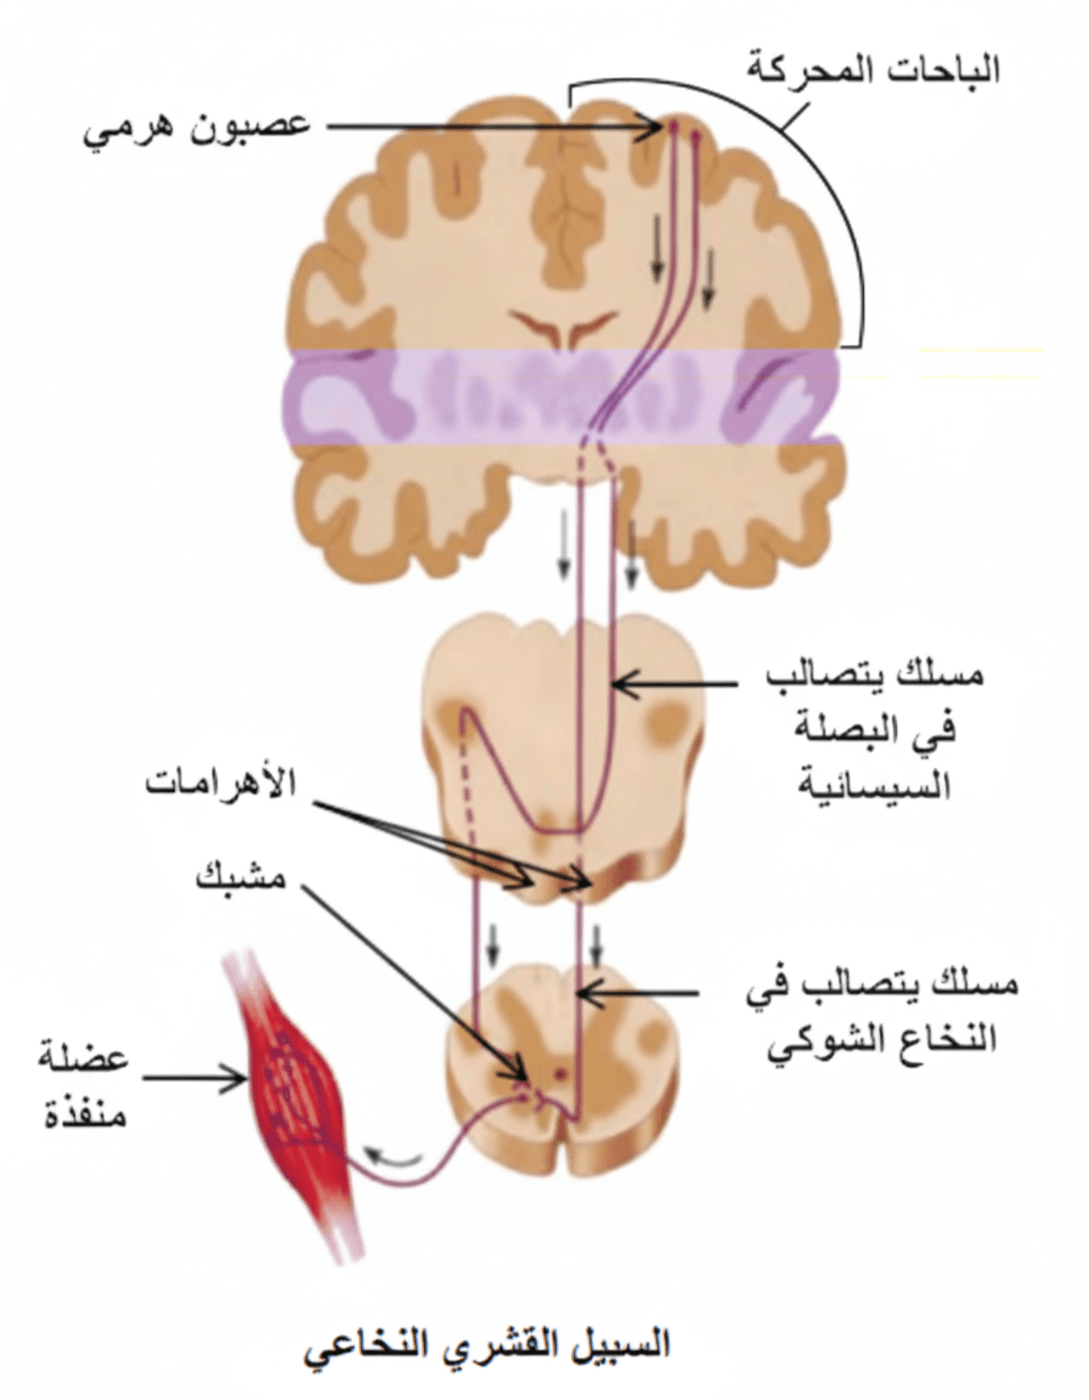 الباحات المحركة
عصبون هرمي
مسلك يتصالب
في البصلة
السيسائية
الأهرامات
مشبك
مسلك يتصالب في
النخاع الشوكي
عضلة
منفذة
السبيل القشري النخاعي